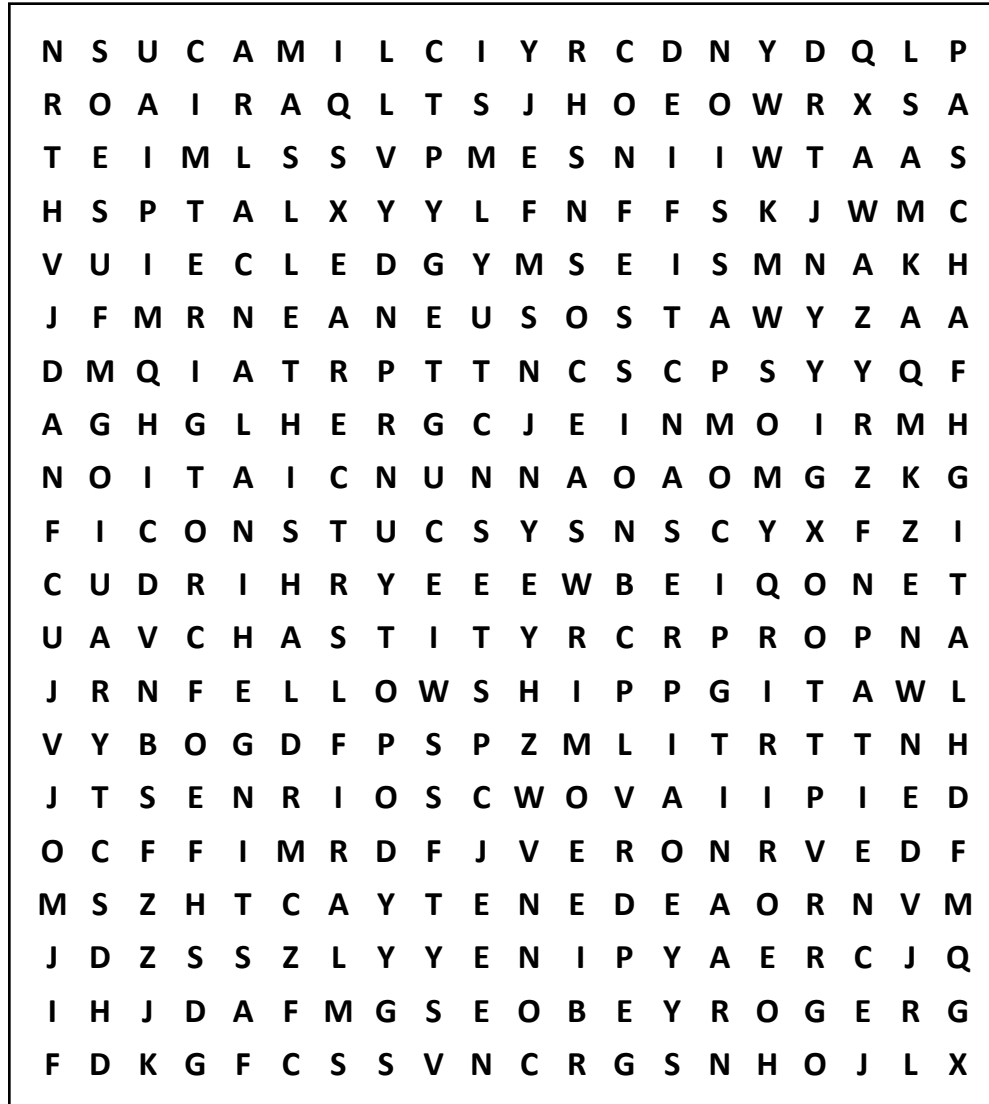 N S U C A M I L C I Y R C D N Y D Q L P
R O A I R A Q L T S J H O E O W R X S A
T E I M L S S V P M E S N I I W T A A S
H S P T A L X Y Y L F N F F S K J W M C
V U I E C L E D G Y M S E I S M N A K H
J F M R N E A N E U S O S T A W Y Z A A
D M Q I A T R P T T N C S C P S Y Y Q F
A G H G L H E R G C J E I N M O I R M H
N O I T A I C N U N N A O A O M G Z K G
F I C O N S T U C S Y S N S C Y X F Z I
C U D R I H R Y E E E W B E I Q O N E T
U A V C H A S T I T Y R C R P R O P N A
J R N F E L L O W S H I P P G I T A W L
V Y B O G D F P S P Z M L I T R T T N H
J T S E N R I O S C W O V A I I P I E D
O C F F I M R D F J V E R O N R V E D F
M S Z H T C A Y T E N E D E A O R N V M
J D Z S S Z L Y Y E N I P Y A E R C J Q
I H J D A F M G S E O B E Y R O G E R G
F D K G F C S S V N C R G S N H O J L X